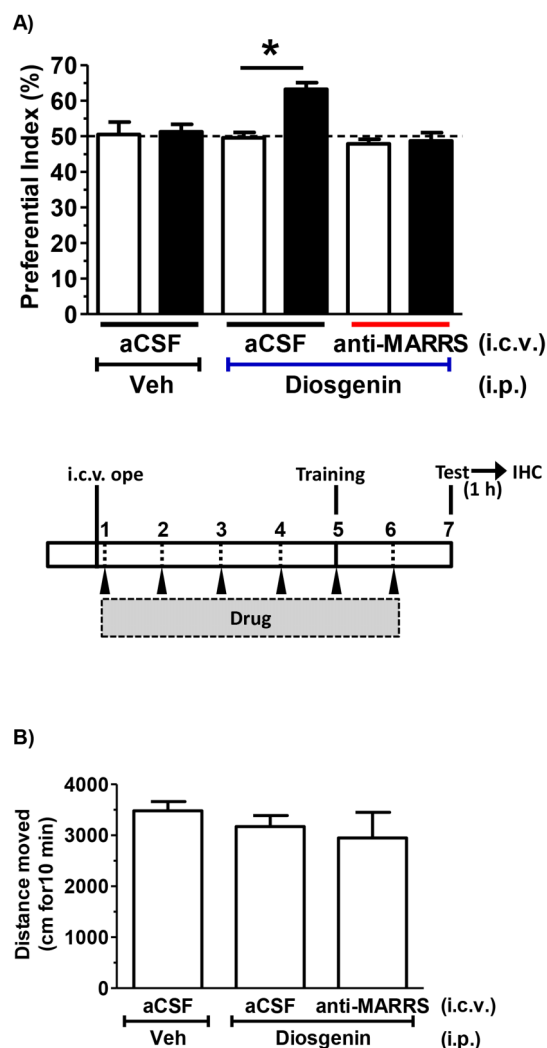 A)
Preferential Index (%)
70
60
50
40
30
20
10
0
*
aCSF aCSF anti-MARRS (i.c.v.)
Veh Diosgenin (i.p.)
i.c.v. ope Training Test IHC
(1 h)
1 2 3 4 5 6 7
Drug
B)
Distance moved
(cm for10 min)
4000
3000
2000
1000
0
aCSF aCSF anti-MARRS (i.c.v.)
Veh Diosgenin (i.p.)